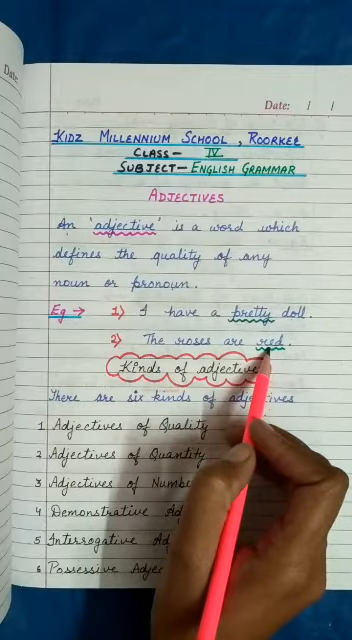 Date
Date: / /
KIDZ MILLENNIUM SCHOOL, ROORKEE
CLASS- IV
SUBJECT- ENGLISH GRAMMAR
ADJECTIVES
An 'adjective' is a word which
defines the quality of any
noun or pronoun.
Eg → 1) I have a pretty doll.
2) The roses are red.
Kinds of adjective
There are six kinds of adjectives
1 Adjectives of Quality
2 Adjectives of Quantity
3 Adjectives of Numbe
4 Demonstrative Ad
5 Interrogative Ad
6 Possessive Adjec